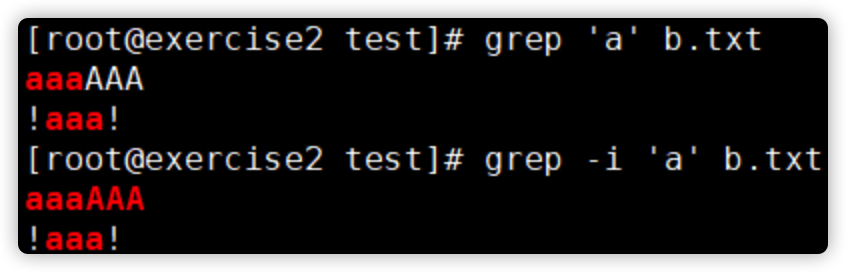 [root@exercise2 test]# grep 'a' b.txt
aaaAAA
!aaa!
[root@exercise2 test]# grep -i 'a' b.txt
aaaAAA
!aaa!